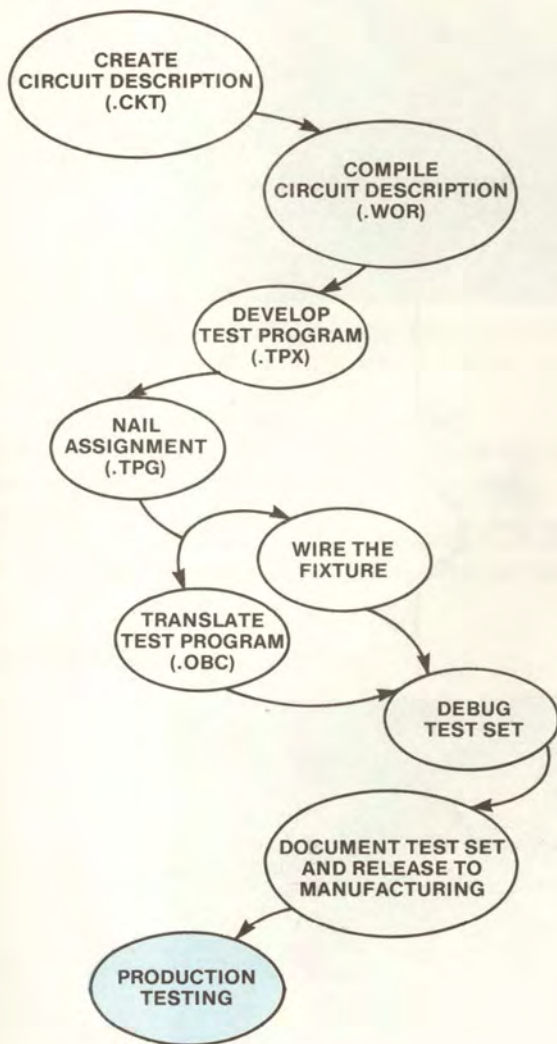 CREATE
CIRCUIT DESCRIPTION
(.CKT)
COMPILE
CIRCUIT DESCRIPTION
(.WOR)
DEVELOP
TEST PROGRAM
(.TPX)
NAIL
ASSIGNMENT
(.TPG)
WIRE THE
FIXTURE
TRANSLATE
TEST PROGRAM
(.OBC)
DEBUG
TEST SET
DOCUMENT TEST SET
AND RELEASE TO
MANUFACTURING
PRODUCTION
TESTING